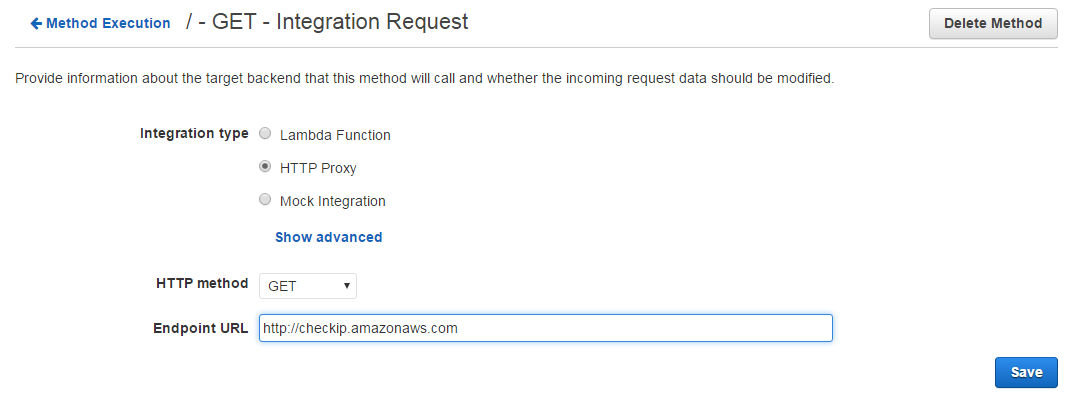 Method Execution / - GET - Integration Request Delete Method
Provide information about the target backend that this method will call and whether the incoming request data should be modified.
Integration type Lambda Function
HTTP Proxy
Mock Integration
Show advanced
HTTP method GET
Endpoint URL http://checkip.amazonaws.com
Save